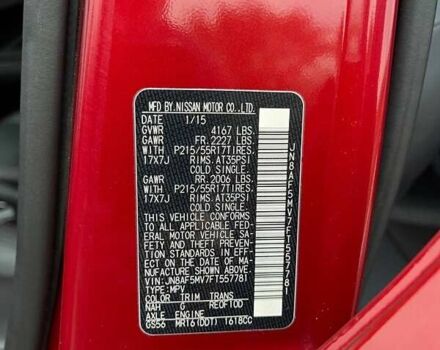 MFD BY NISSAN MOTOR CO., LTD.
DATE 1/15
GVWR 4167 LBS.
GAWR FR. 2227 LBS.
WITH P215/55R17TIRES.
17X7J RIMS. AT35PSI
COLD SINGLE.
GAWR RR. 2006 LBS.
WITH P215/55R17TIRES.
17X7J RIMS. AT35PSI
COLD SINGLE.
THIS VEHICLE CONFORMS
TO ALL APPLICABLE FED-
ERAL MOTOR VEHICLE SA-
FETY AND THEFT PREVEN-
TION STANDARDS IN EFF-
ECT ON THE DATE OF MAN-
UFACTURE SHOWN ABOVE.
VIN: JN8AF5MV7FT557781
TYPE: MPV
COLOR TRIM TRANS
NAH G RE0F10D
AXLE ENGINE
GS56 MR16(DDT) 1618CC
JN8AF5MV7FT557781